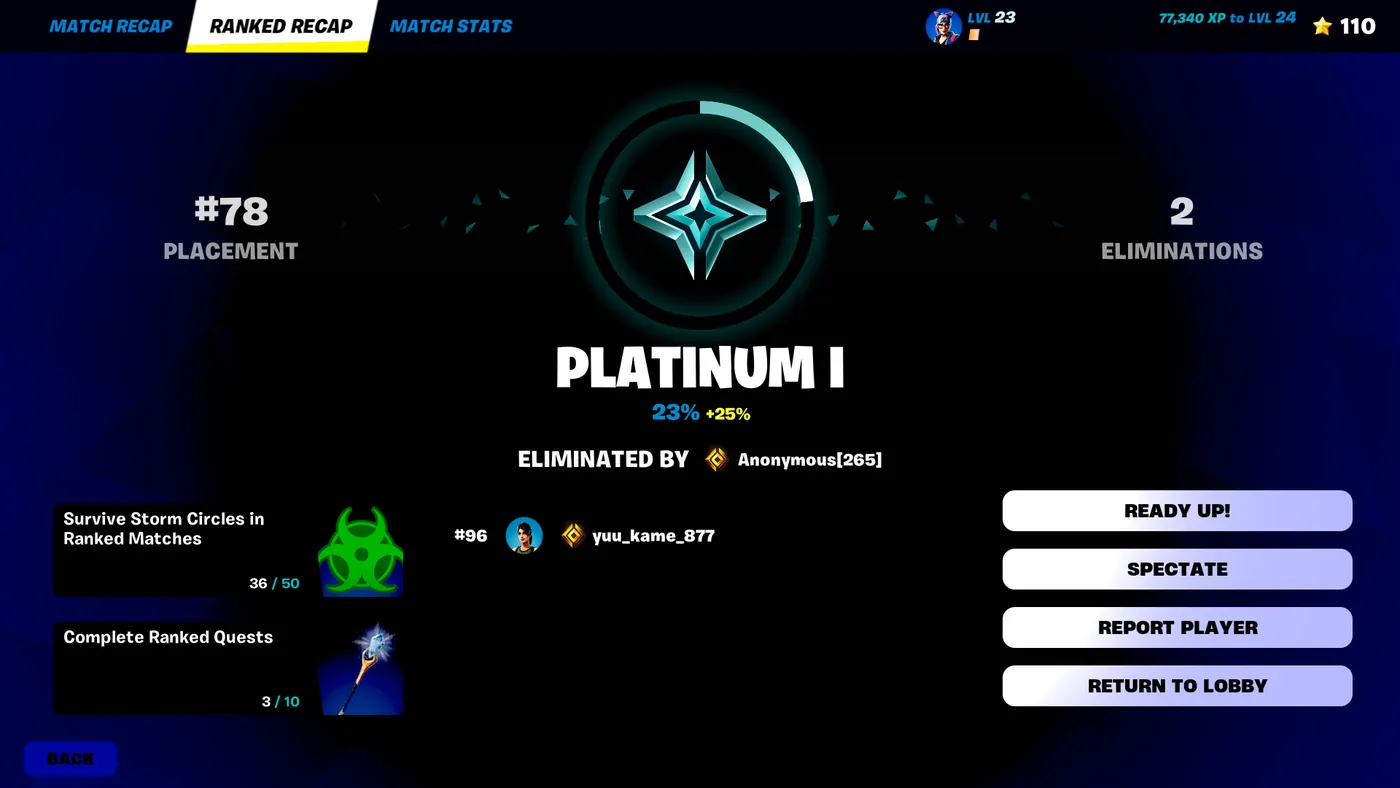 MATCH RECAP
RANKED RECAP
MATCH STATS
LVL 23
77,340 XP to LVL 24
110
#78
PLACEMENT
2
ELIMINATIONS
PLATINUM I
23% +25%
ELIMINATED BY Anonymous[265]
Survive Storm Circles in
Ranked Matches
36 / 50
#96 yuu_kame_877
Complete Ranked Quests
3 / 10
READY UP!
SPECTATE
REPORT PLAYER
RETURN TO LOBBY
BACK